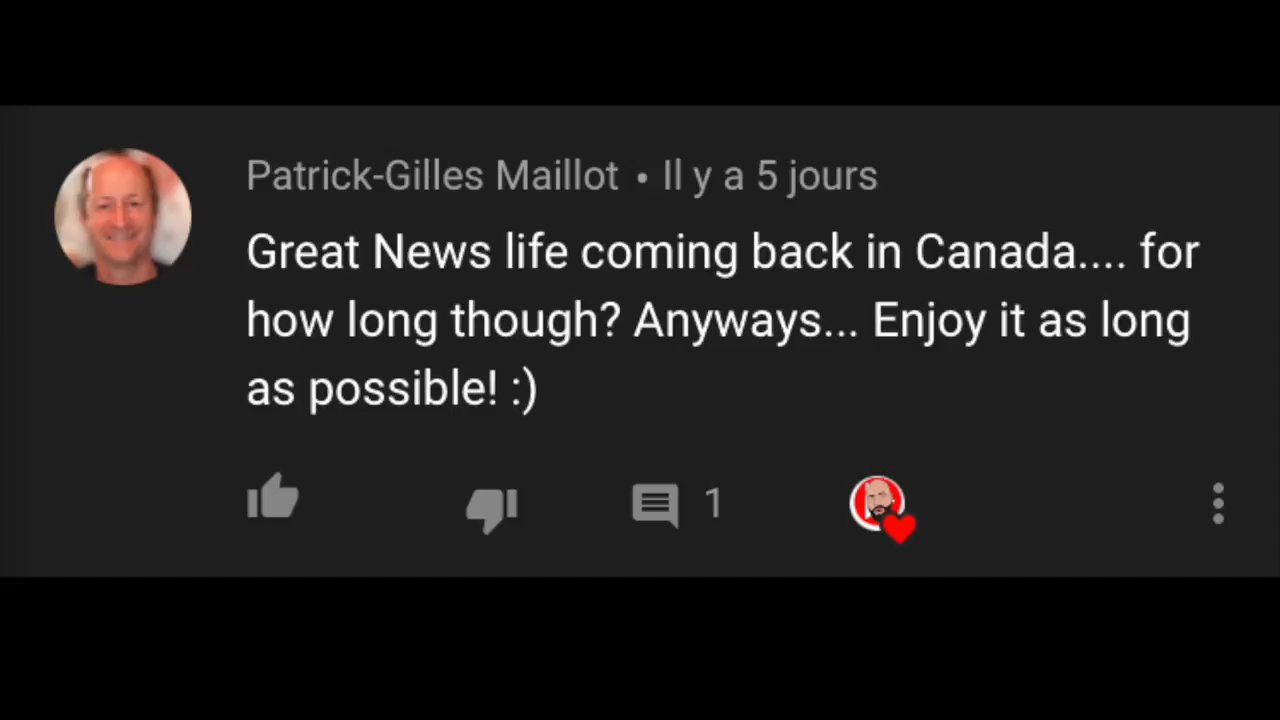 Patrick-Gilles Maillot • Il y a 5 jours
Great News life coming back in Canada.... for
how long though? Anyways... Enjoy it as long
as possible! :)
1